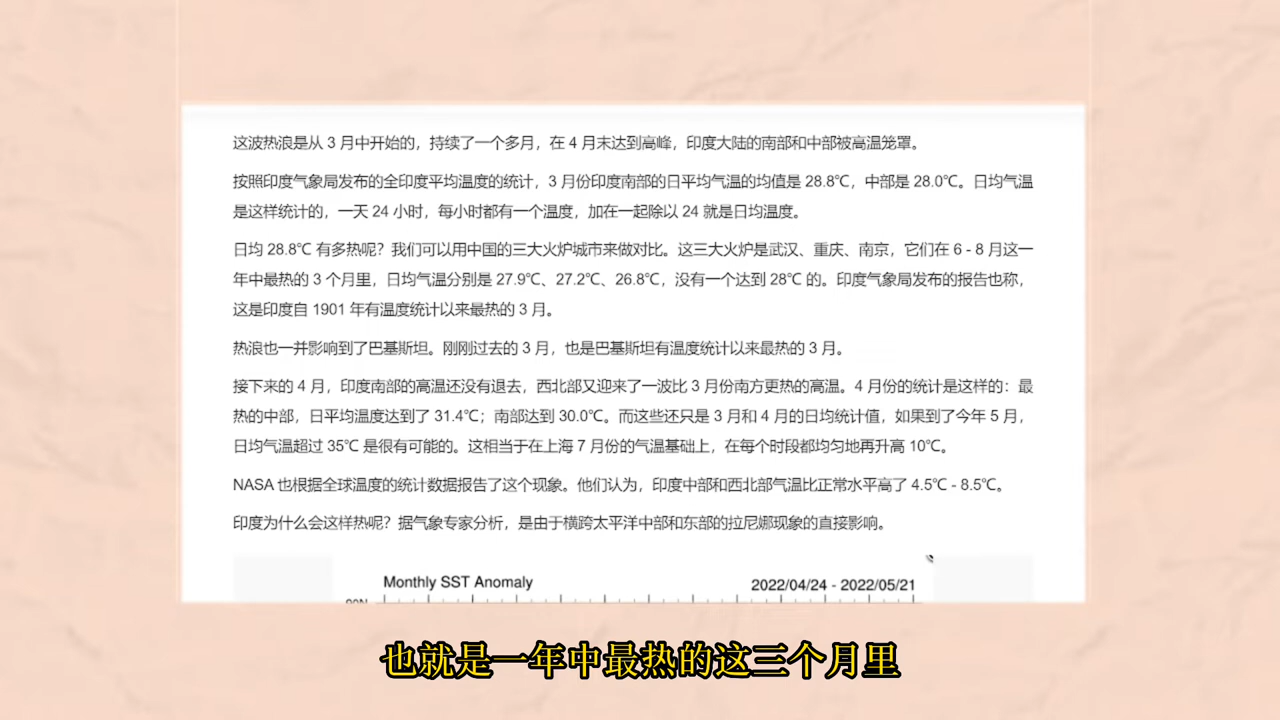 这波热浪是从 3 月中开始的，持续了一个多月，在 4 月末达到高峰，印度大陆的南部和中部被高温笼罩。
按照印度气象局发布的全印度平均温度的统计，3 月份印度南部的日平均气温的均值是 28.8℃，中部是 28.0℃。日均气温
是这样统计的，一天 24 小时，每小时都有一个温度，加在一起除以 24 就是日均温度。
日均 28.8℃ 有多热呢？我们可以用中国的三大火炉城市来做对比。这三大火炉是武汉、重庆、南京，它们在 6 - 8 月这一
年中最热的 3 个月里，日均气温分别是 27.9℃、27.2℃、26.8℃，没有一个达到 28℃ 的。印度气象局发布的报告也称，
这是印度自 1901 年有温度统计以来最热的 3 月。
热浪也一并影响到了巴基斯坦。刚刚过去的 3 月，也是巴基斯坦有温度统计以来最热的 3 月。
接下来的 4 月，印度南部的高温还没有退去，西北部又迎来了一波比 3 月份南方更热的高温。4 月份的统计是这样的：最
热的中部，日平均温度达到了 31.4℃；南部达到 30.0℃。而这些还只是 3 月和 4 月的日均统计值，如果到了今年 5 月，
日均气温超过 35℃ 是很有可能的。这相当于在上海 7 月份的气温基础上，在每个时段都均匀地再升高 10℃。
NASA 也根据全球温度的统计数据报告了这个现象。他们认为，印度中部和西北部气温比正常水平高了 4.5℃ - 8.5℃。
印度为什么会这样热呢？据气象专家分析，是由于横跨太平洋中部和东部的拉尼娜现象的直接影响。
Monthly SST Anomaly 2022/04/24 - 2022/05/21
也就是一年中最热的这三个月里